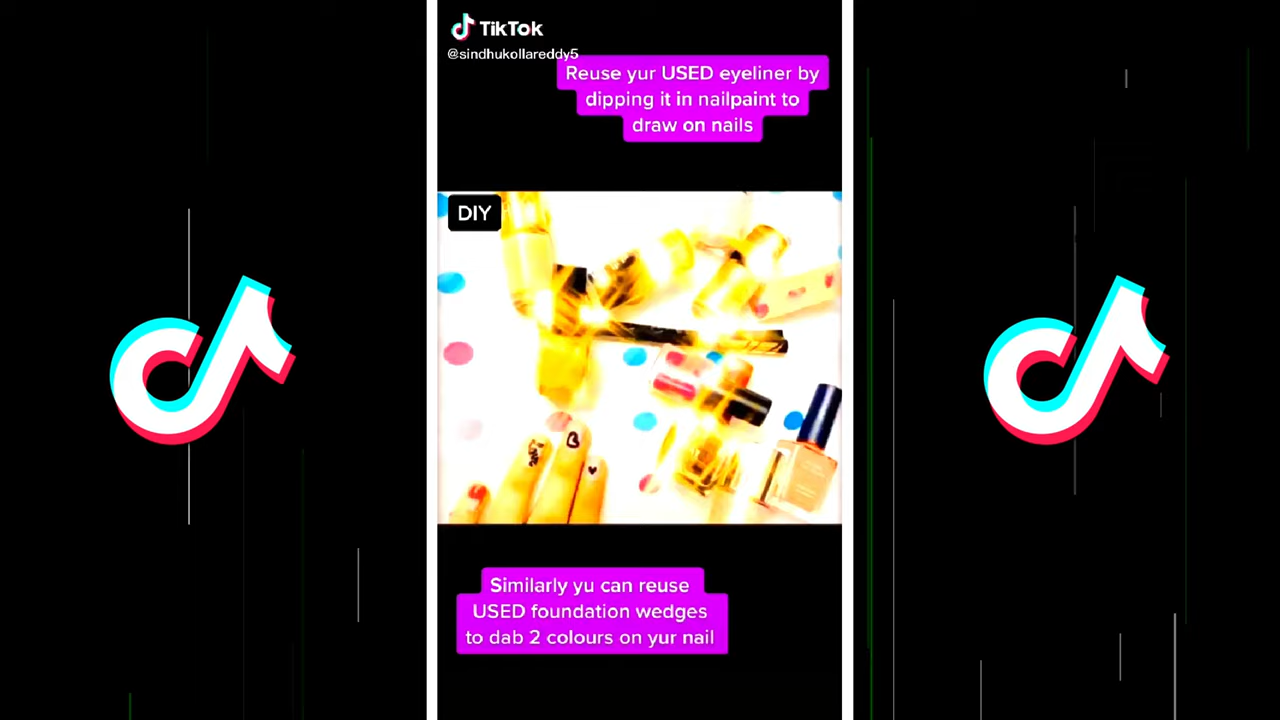 TikTok
@sindhukollareddy5
Reuse yur USED eyeliner by
dipping it in nailpaint to
draw on nails
DIY
Similarly yu can reuse
USED foundation wedges
to dab 2 colours on yur nail